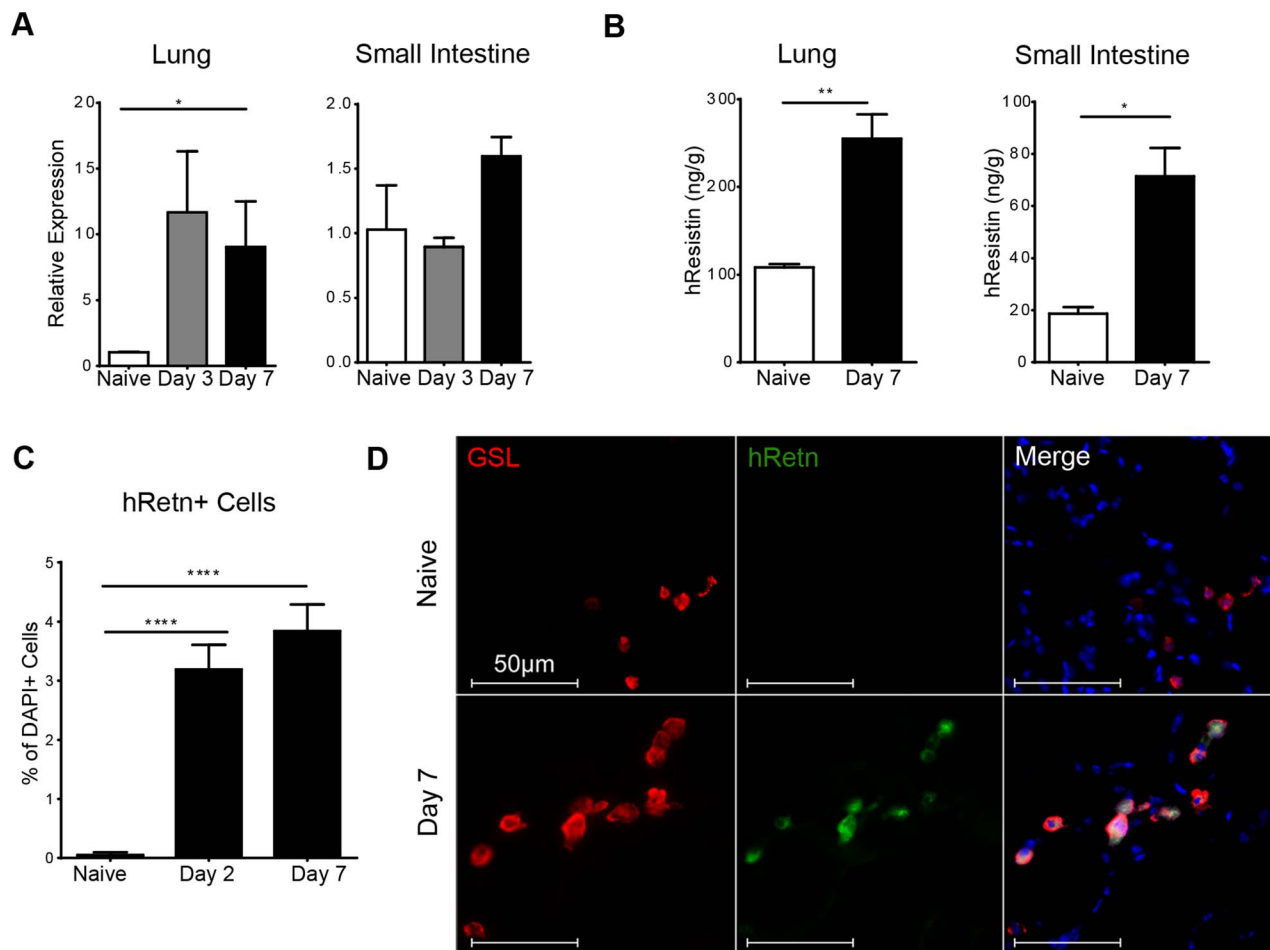 A
Lung
Small Intestine
Relative Expression
20
15
10
5
0
*
Naive Day 3 Day 7
2.0
1.5
1.0
0.5
0.0
Naive Day 3 Day 7
B
Lung
Small Intestine
hResistin (ng/g)
300
200
100
0
**
Naive Day 7
hResistin (ng/g)
100
80
60
40
20
0
*
Naive Day 7
C
hRetn+ Cells
% of DAPI+ Cells
5
4
3
2
1
0
****
****
Naive Day 2 Day 7
D
GSL hRetn Merge
Naive
50µm
Day 7